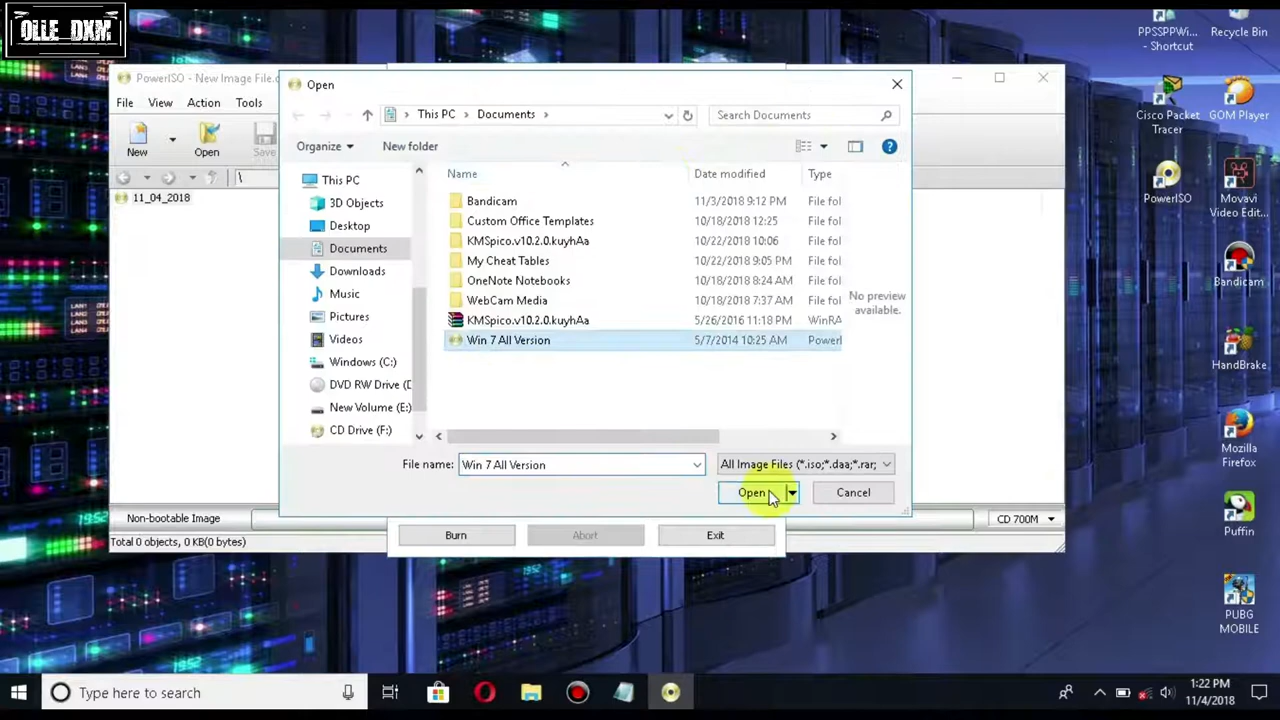 OLLE_DXM
PPSSPPWi...
- Shortcut
Recycle Bin
PowerISO - New Image File.
File View Action Tools
New
Open
Save
\
11_04_2018
Non-bootable Image
CD 700M
Total 0 objects, 0 KB(0 bytes)
Open
This PC
Documents
Search Documents
Organize
New folder
This PC
3D Objects
Desktop
Documents
Downloads
Music
Pictures
Videos
Windows (C:)
DVD RW Drive (D
New Volume (E:)
CD Drive (F:)
Name Date modified Type
Bandicam 11/3/2018 9:12 PM File fol
Custom Office Templates 10/18/2018 12:25 File fol
KMSpico.v10.2.0.kuyhAa 10/22/2018 10:06 File fol
My Cheat Tables 10/22/2018 9:05 PM File fol
OneNote Notebooks 10/18/2018 8:24 AM File fol
WebCam Media 10/18/2018 7:37 AM File fol
KMSpico.v10.2.0.kuyhAa 5/26/2016 11:18 PM WinRA
Win 7 All Version 5/7/2014 10:25 AM PowerI
No preview
available.
File name: Win 7 All Version
All Image Files (*.iso;*.daa;*.rar;
Open
Cancel
Burn
Abort
Exit
Cisco Packet
Tracer
GOM Player
PowerISO
Movavi
Video Edit...
Bandicam
HandBrake
Mozilla
Firefox
Puffin
PUBG
MOBILE
Type here to search
1:22 PM
11/4/2018